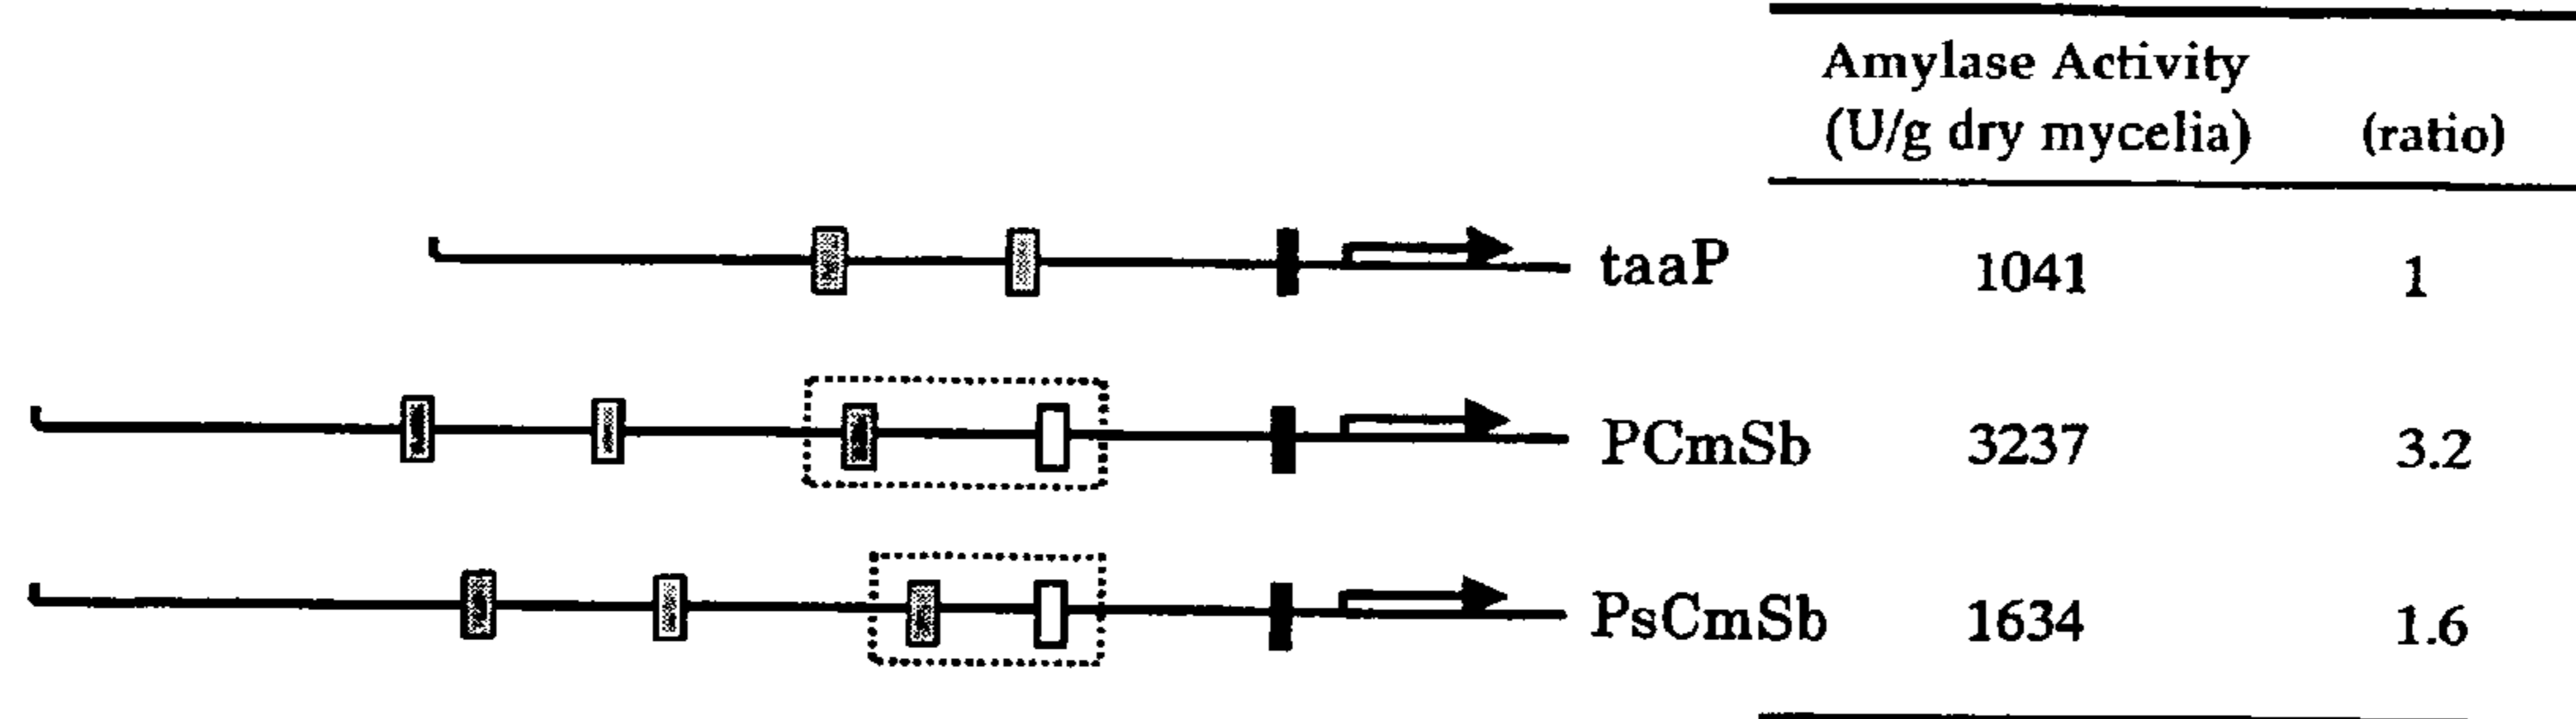 Amylase Activity
(U/g dry mycelia) (ratio)
taaP 1041 1
PCmSb 3237 3.2
PsCmSb 1634 1.6